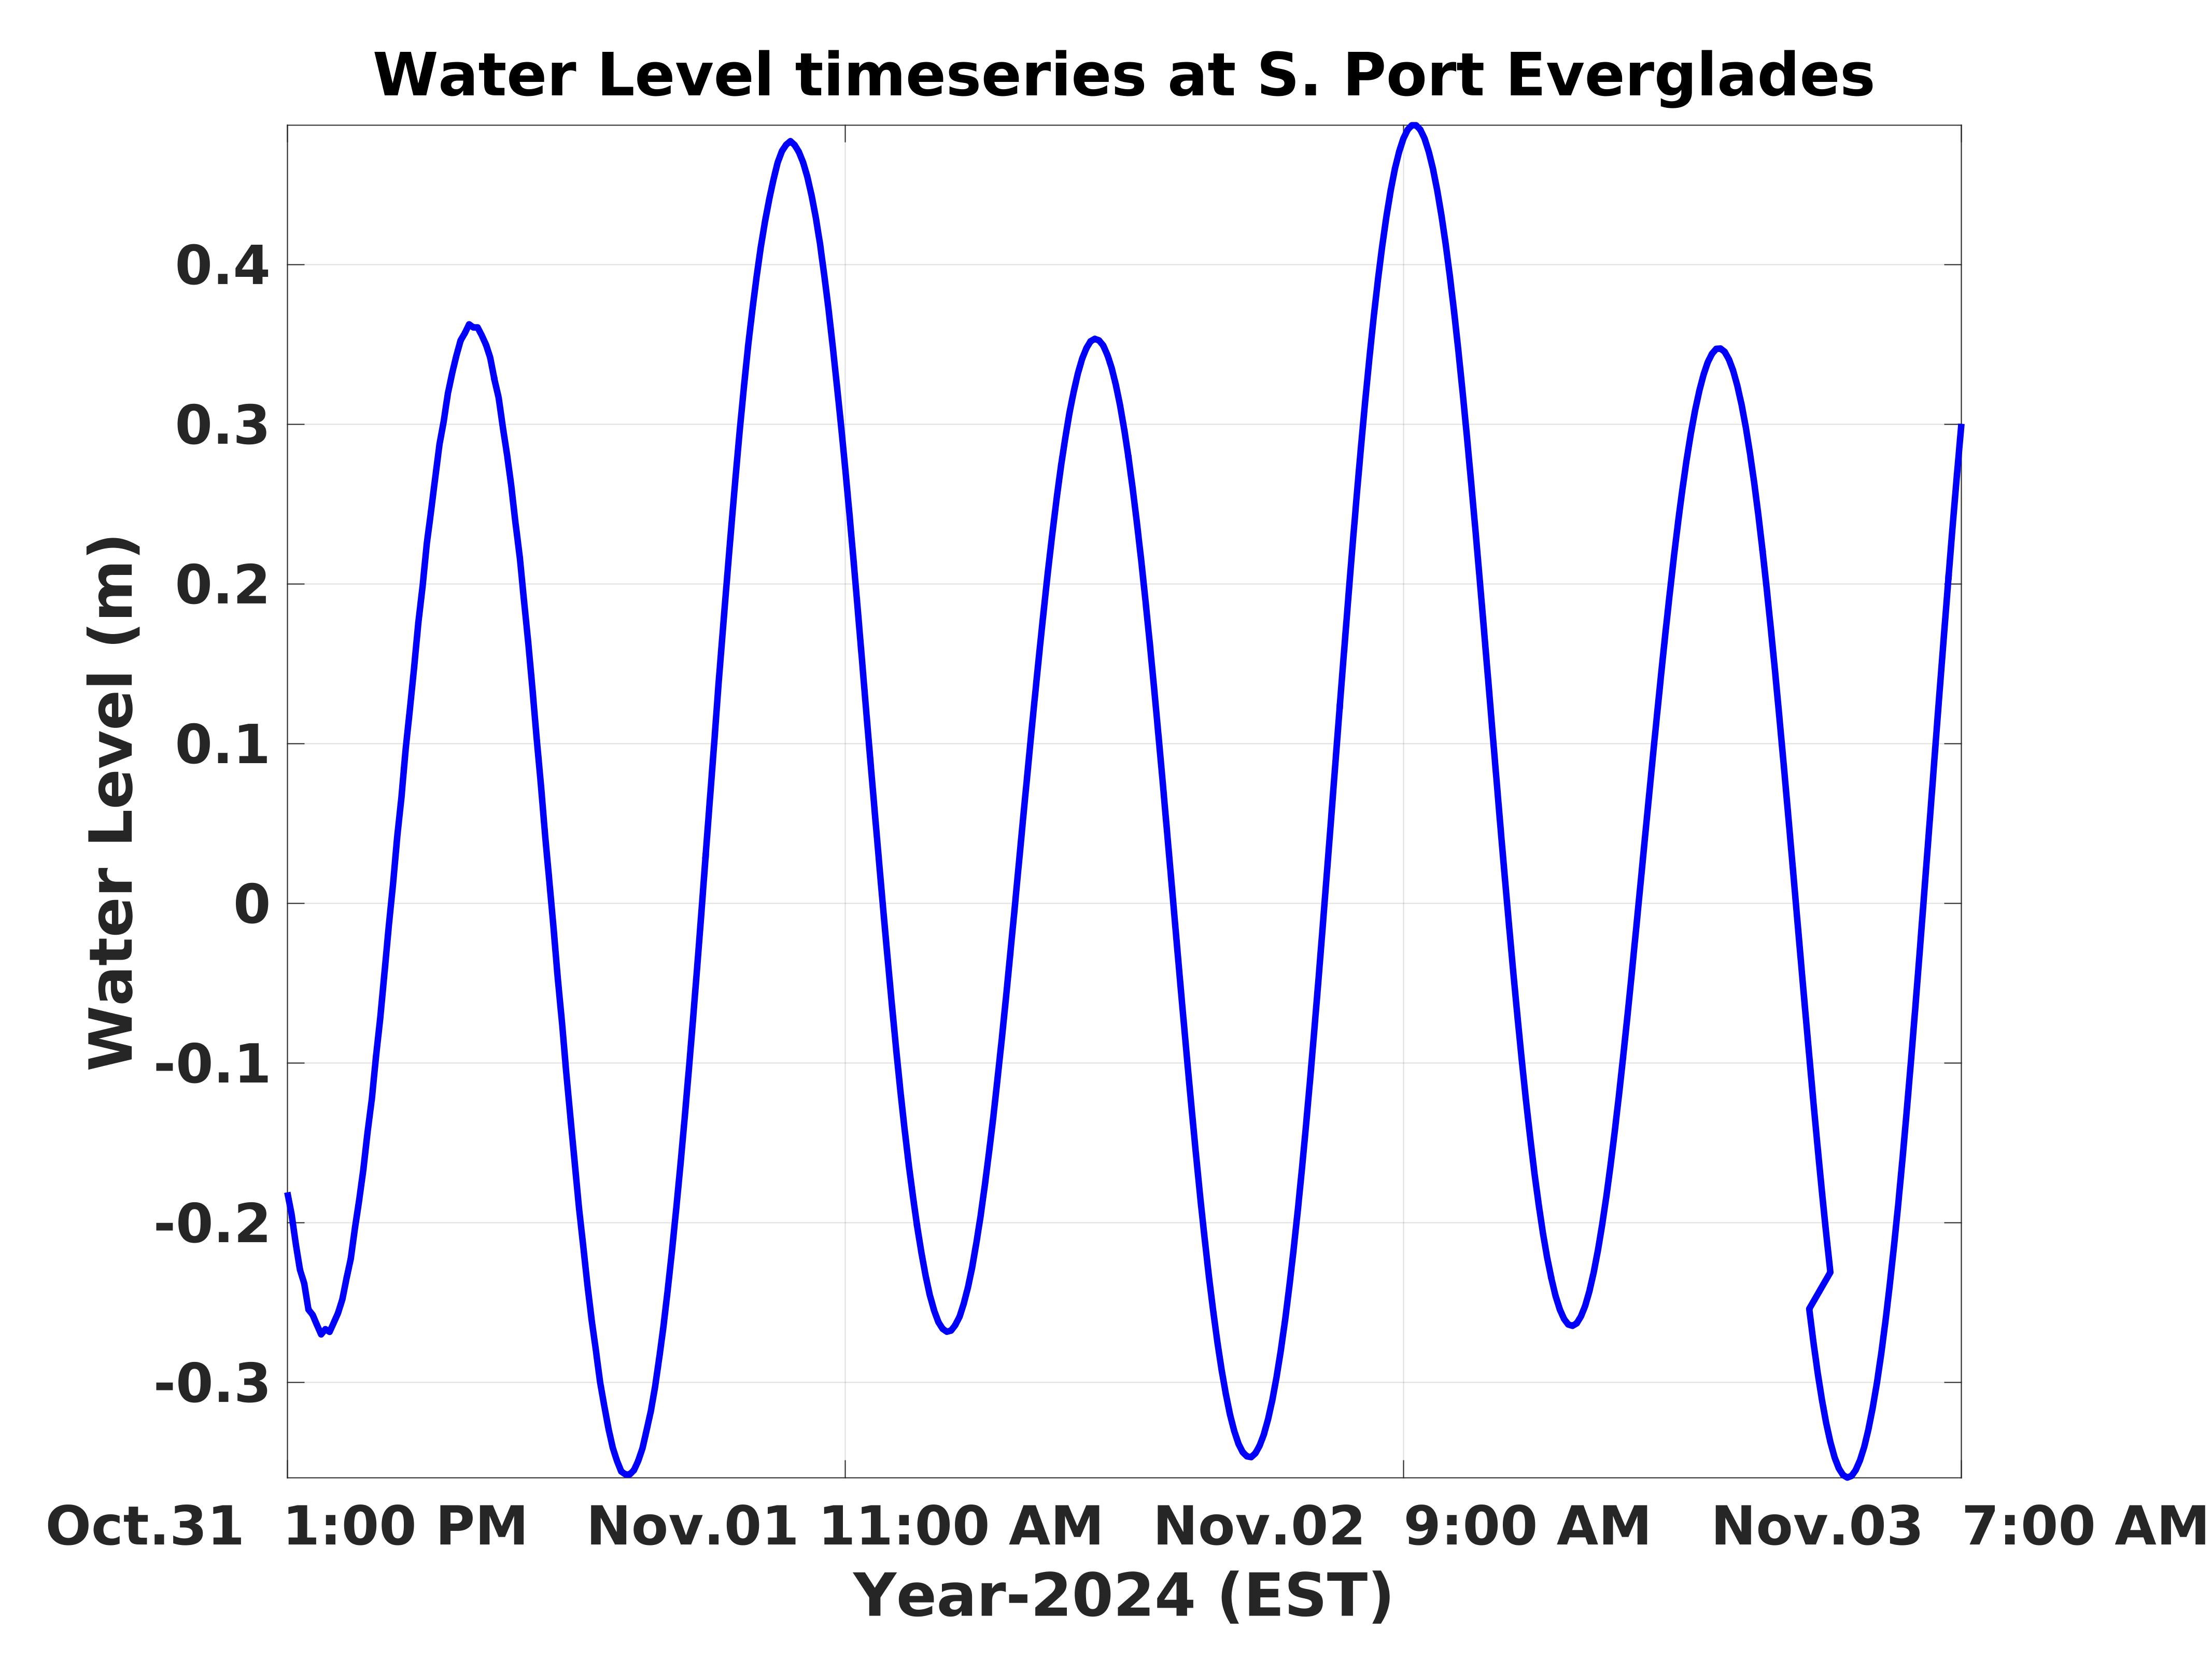 Water Level timeseries at S. Port Everglades
Water Level (m)
0.4
0.3
0.2
0.1
0
-0.1
-0.2
-0.3
Oct.31  1:00 PM
Nov.01 11:00 AM
Nov.02  9:00 AM
Nov.03  7:00 AM
Year-2024 (EST)